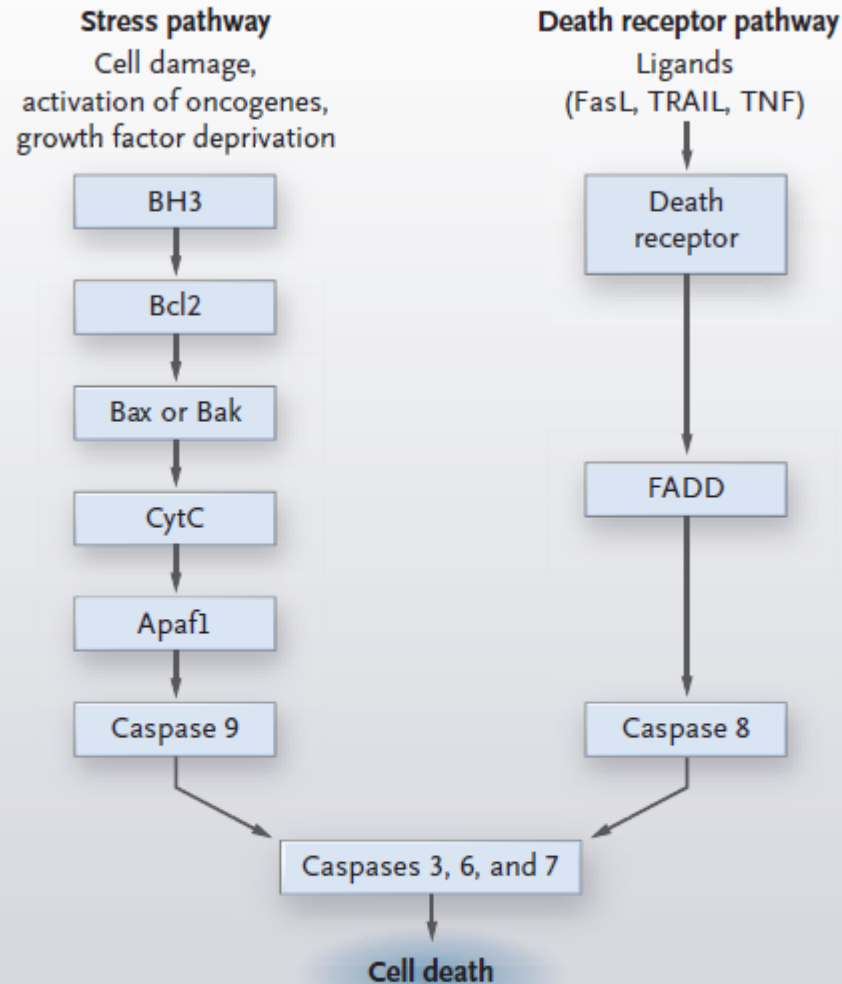 Stress pathway
Cell damage,
activation of oncogenes,
growth factor deprivation
BH3
Bcl2
Bax or Bak
CytC
Apaf1
Caspase 9
Death receptor pathway
Ligands
(FasL, TRAIL, TNF)
Death
receptor
FADD
Caspase 8
Caspases 3, 6, and 7
Cell death